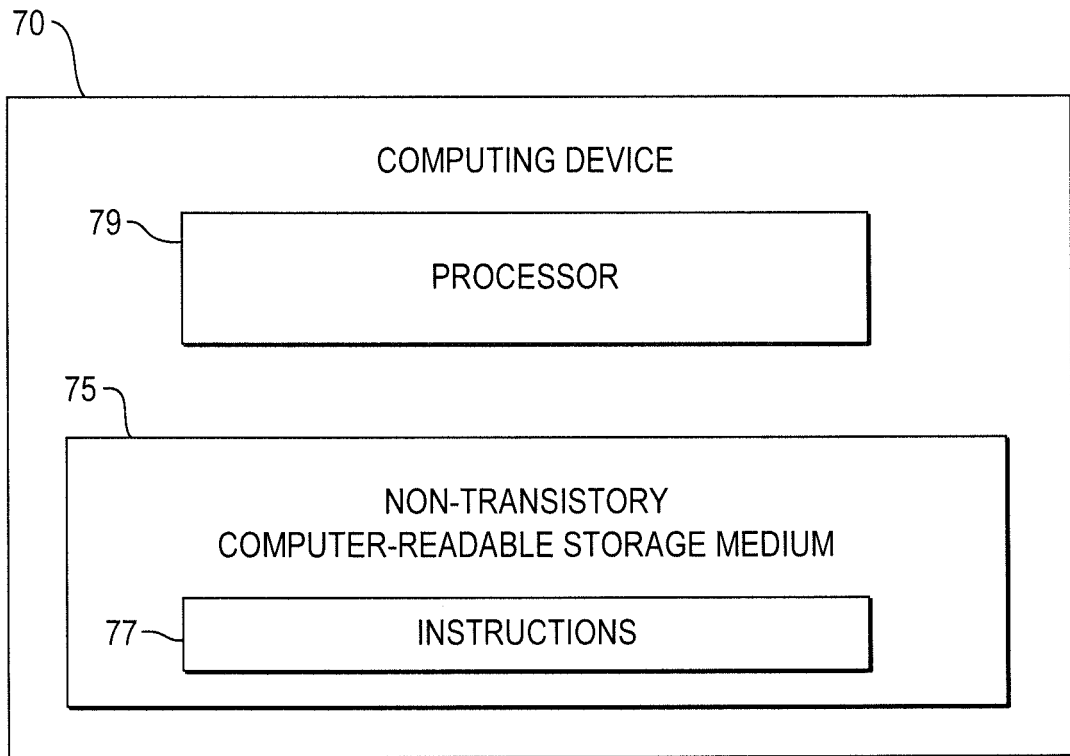 70
COMPUTING DEVICE
79
PROCESSOR
75
NON-TRANSISTORY
COMPUTER-READABLE STORAGE MEDIUM
77
INSTRUCTIONS